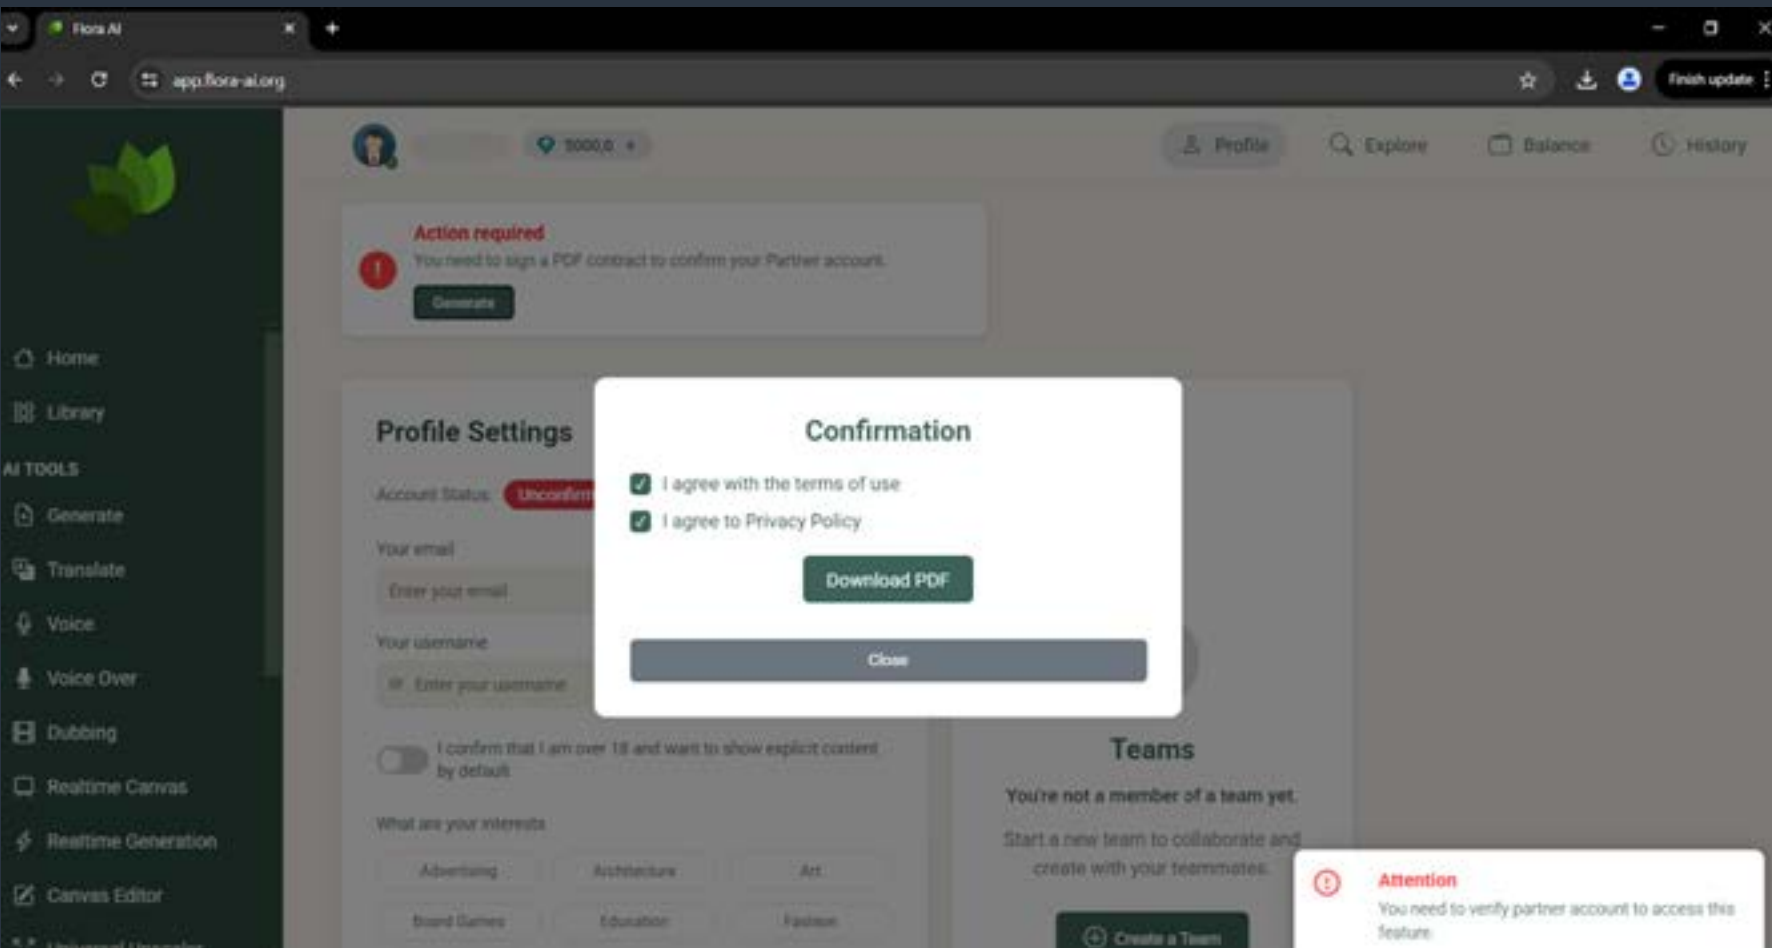 Flora AI
app.flora-ai.org
Finish update
5000,0 +
Profile
Explore
Balance
History
Action required
You need to sign a PDF contract to confirm your Partner account.
Generate
Home
Library
AI TOOLS
Generate
Translate
Voice
Voice Over
Dubbing
Realtime Canvas
Realtime Generation
Canvas Editor
Universal Upscaler
Profile Settings
Account Status:
Unconfirm
Your email
Enter your email
Your username
Enter your username
I confirm that I am over 18 and want to show explicit content
by default
What are your interests
Advertising
Architecture
Art
Board Games
Education
Fashion
Confirmation
I agree with the terms of use
I agree to Privacy Policy
Download PDF
Close
Teams
You're not a member of a team yet.
Start a new team to collaborate and
create with your teammates.
Create a Team
Attention
You need to verify partner account to access this
feature.